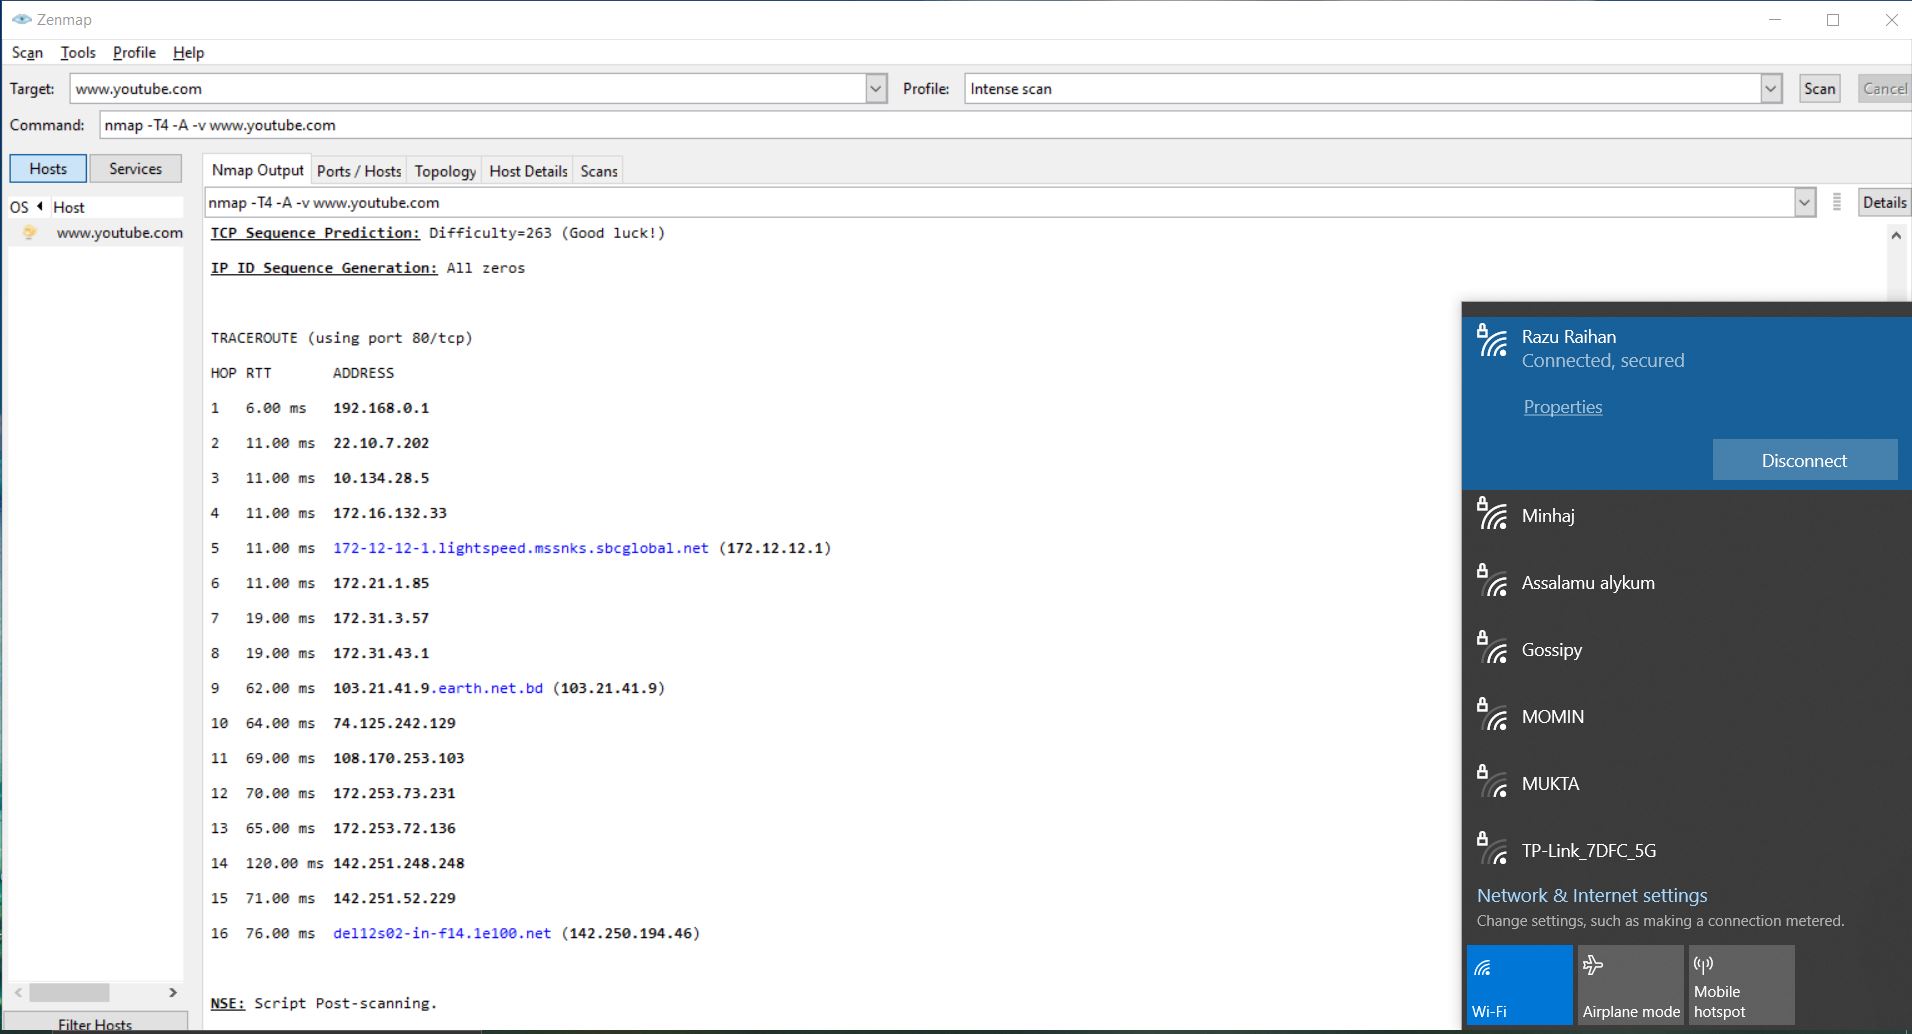 Zenmap
Scan Tools Profile Help
Target: www.youtube.com Profile: Intense scan Scan Cancel
Command: nmap -T4 -A -v www.youtube.com
Hosts Services Nmap Output Ports / Hosts Topology Host Details Scans
OS Host nmap -T4 -A -v www.youtube.com Details
www.youtube.com
TCP Sequence Prediction: Difficulty=263 (Good luck!)
IP ID Sequence Generation: All zeros
TRACEROUTE (using port 80/tcp)
HOP RTT ADDRESS
1 6.00 ms 192.168.0.1
2 11.00 ms 22.10.7.202
3 11.00 ms 10.134.28.5
4 11.00 ms 172.16.132.33
5 11.00 ms 172-12-12-1.lightspeed.mssnks.sbcglobal.net (172.12.12.1)
6 11.00 ms 172.21.1.85
7 19.00 ms 172.31.3.57
8 19.00 ms 172.31.43.1
9 62.00 ms 103.21.41.9.earth.net.bd (103.21.41.9)
10 64.00 ms 74.125.242.129
11 69.00 ms 108.170.253.103
12 70.00 ms 172.253.73.231
13 65.00 ms 172.253.72.136
14 120.00 ms 142.251.248.248
15 71.00 ms 142.251.52.229
16 76.00 ms del12s02-in-f14.1e100.net (142.250.194.46)
NSE: Script Post-scanning.
Filter Hosts
Razu Raihan
Connected, secured
Properties
Disconnect
Minhaj
Assalamu alykum
Gossipy
MOMIN
MUKTA
TP-Link_7DFC_5G
Network & Internet settings
Change settings, such as making a connection metered.
Wi-Fi
Airplane mode
Mobile
hotspot